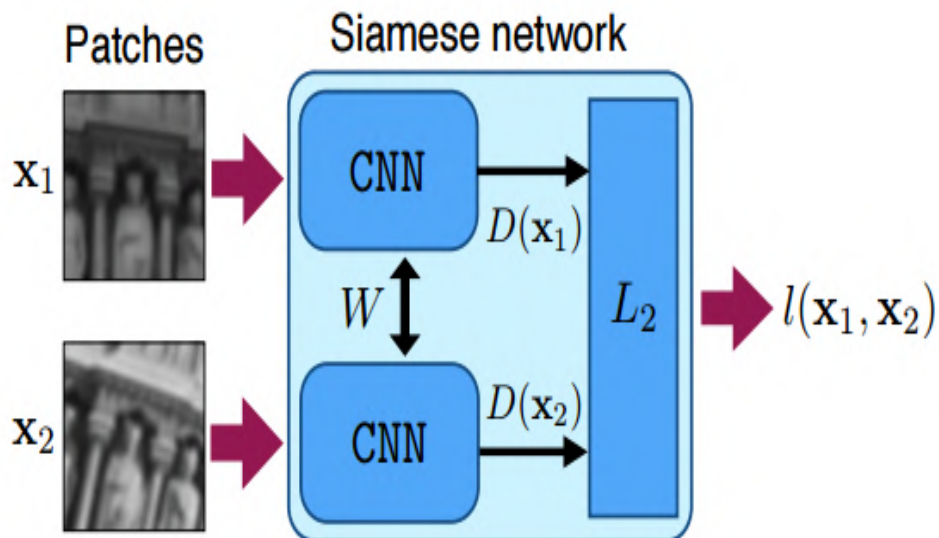 Patches
Siamese network
x₁
CNN
D(x₁)
W
L₂
l(x₁, x₂)
x₂
CNN
D(x₂)